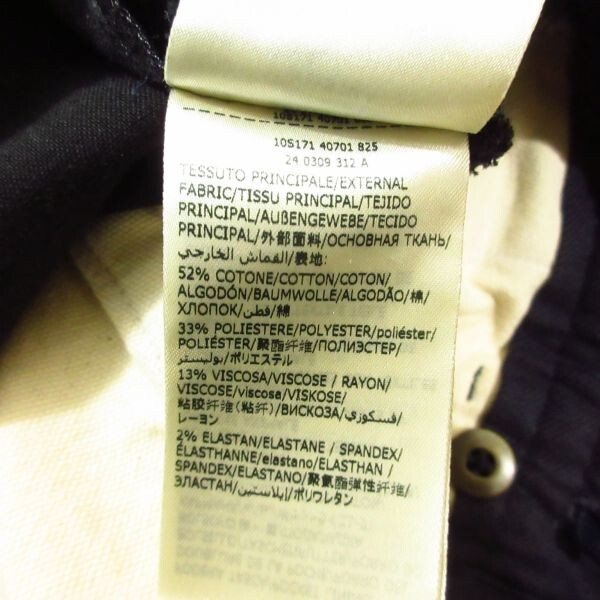 10S171 40701 825
10S171 40701 825
24 0309 312 A
TESSUTO PRINCIPALE/EXTERNAL
FABRIC/TISSU PRINCIPAL/TEJIDO
PRINCIPAL/AUßENGEWEBE/TECIDO
PRINCIPAL/外部面料/ОСНОВНАЯ ТКАНЬ/
القماش الخارجي/表地:
52% COTONE/COTTON/COTON/
ALGODÓN/BAUMWOLLE/ALGODÃO/棉/
ХЛОПОК/قطن/綿
33% POLIESTERE/POLYESTER/poliéster/
POLIÉSTER/聚酯纤维/ПОЛИЭСТЕР/
بوليستر/ポリエステル
13% VISCOSA/VISCOSE / RAYON/
VISCOSE/viscosa/VISKOSE/
粘胶纤维(粘纤)/ВИСКОЗА/فسكوزي/
レーヨン
2% ELASTAN/ELASTANE / SPANDEX/
ÉLASTHANNE/elastano/ELASTHAN /
SPANDEX/ELASTANO/聚氨酯弹性纤维/
ЭЛАСТАН/إيلاستين/ポリウレタン